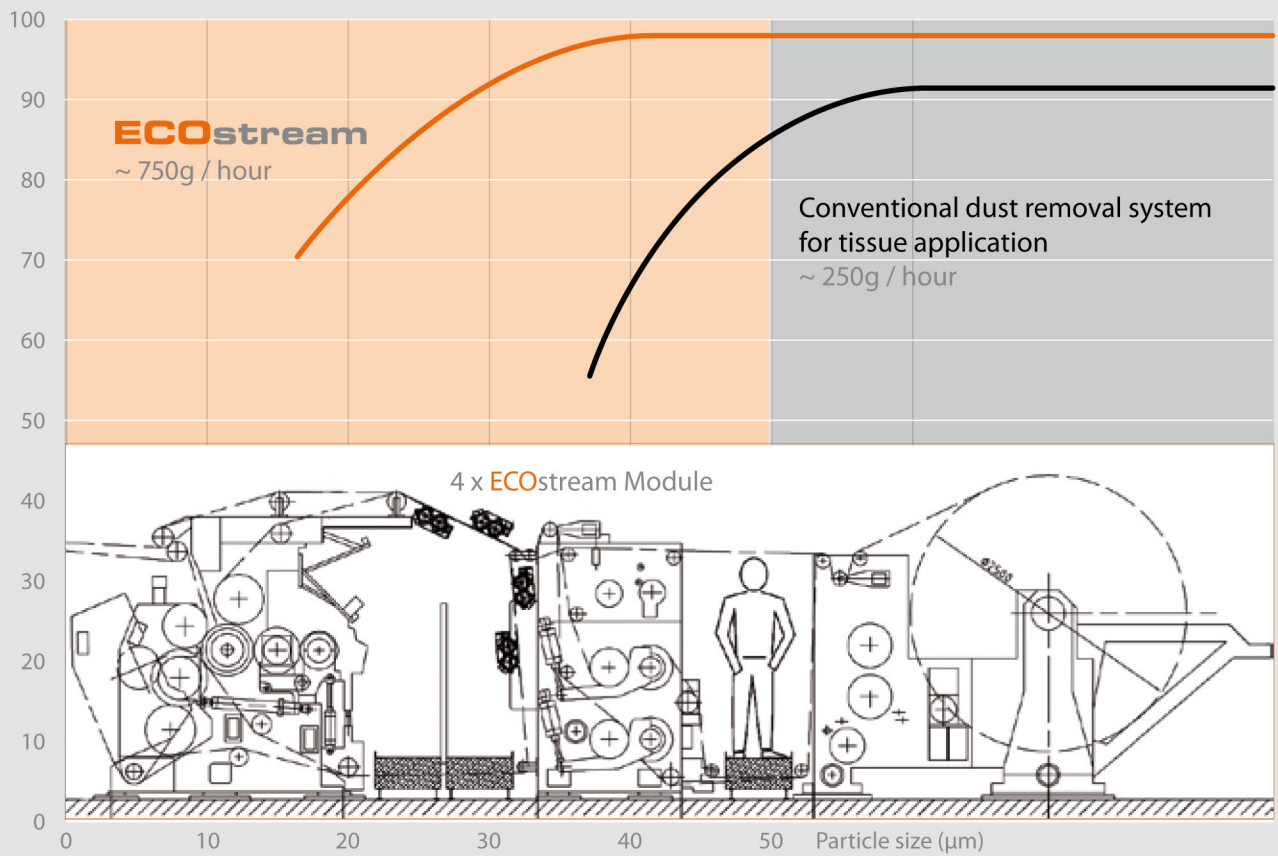 100
90
80
70
60
50
40
30
20
10
0
ECOstream
~ 750g / hour
Conventional dust removal system
for tissue application
~ 250g / hour
4 x ECOstream Module
0 10 20 30 40 50 Particle size (µm)